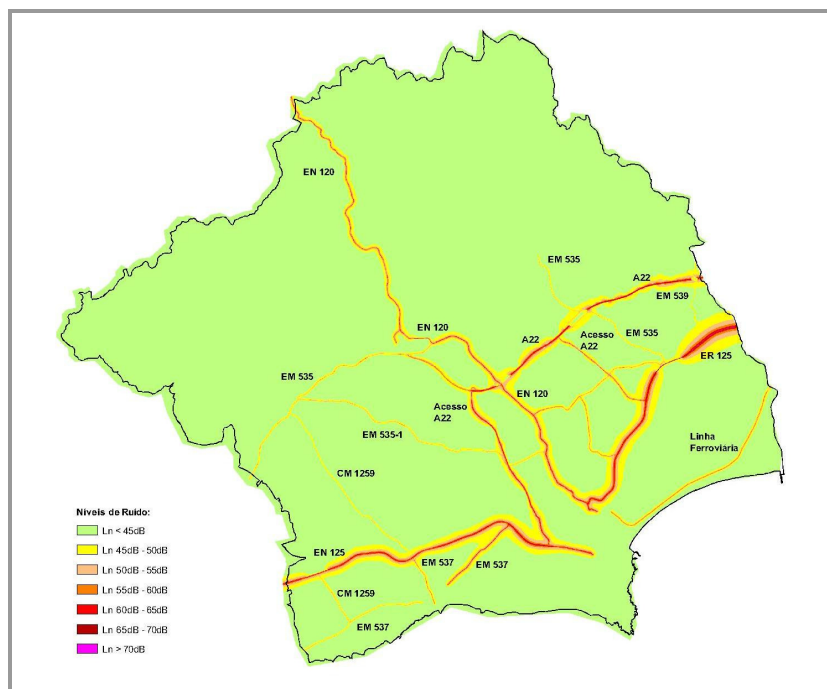 EN 120
EM 535
A22
EM 539
EN 120
A22
Acesso
A22
EM 535
ER 125
EM 535
EN 120
Acesso
A22
EM 535-1
Linha
Ferroviária
CM 1259
Níveis de Ruído:
Ln < 45dB
Ln 45dB - 50dB
Ln 50dB - 55dB
Ln 55dB - 60dB
Ln 60dB - 65dB
Ln 65dB - 70dB
Ln > 70dB
EN 125
EM 537
EM 537
CM 1259
EM 537